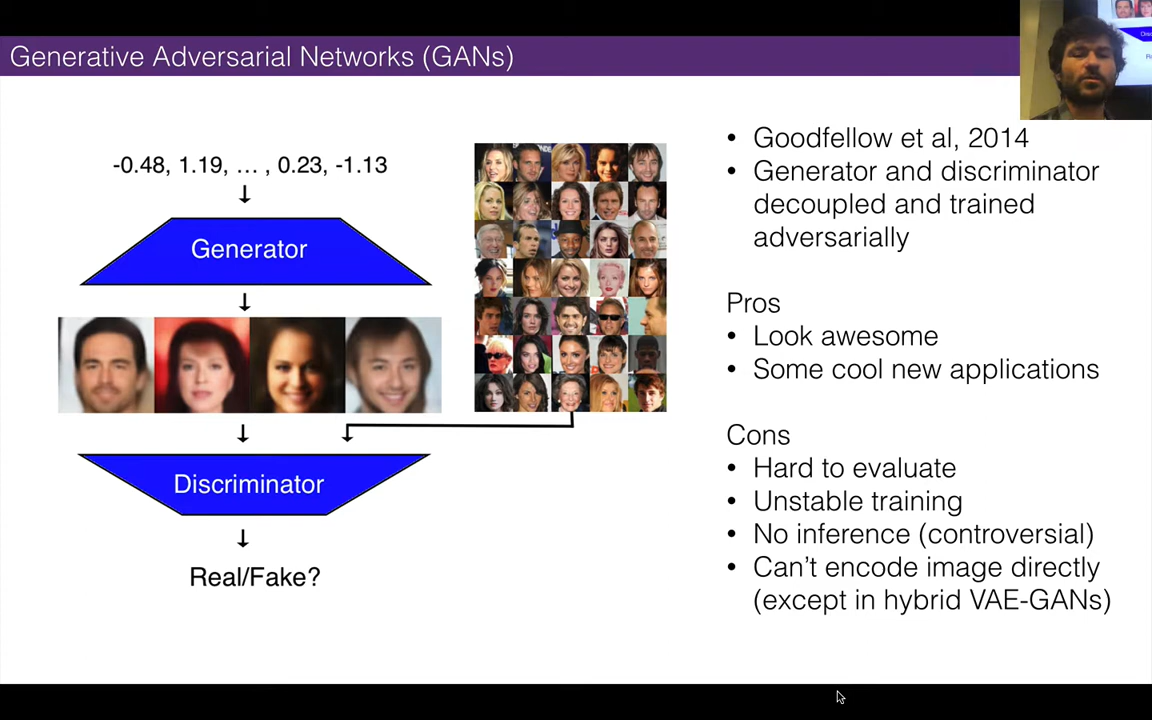 Generative Adversarial Networks (GANs)
-0.48, 1.19, … , 0.23, -1.13
Generator
Discriminator
Real/Fake?
• Goodfellow et al, 2014
• Generator and discriminator
decoupled and trained
adversarially
Pros
• Look awesome
• Some cool new applications
Cons
• Hard to evaluate
• Unstable training
• No inference (controversial)
• Can’t encode image directly
(except in hybrid VAE-GANs)